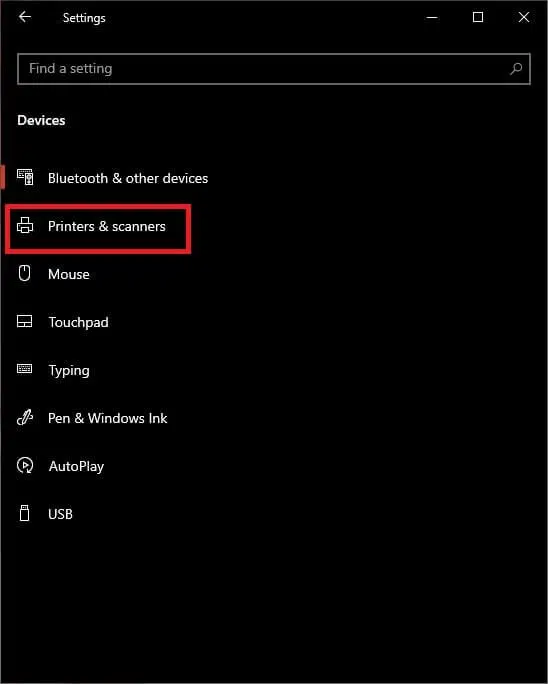 Settings
Find a setting
Devices
Bluetooth & other devices
Printers & scanners
Mouse
Touchpad
Typing
Pen & Windows Ink
AutoPlay
USB